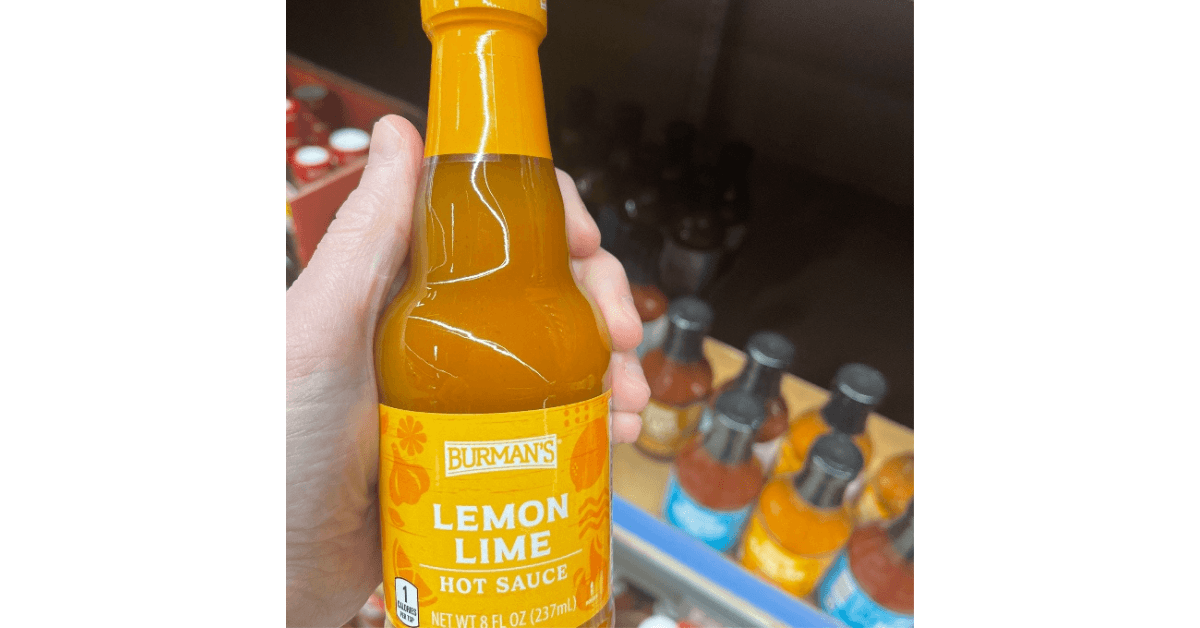 BURMAN'S
LEMON
LIME
HOT SAUCE
1
CALORIES
PER TSP
NET WT 8 FL OZ (237mL)